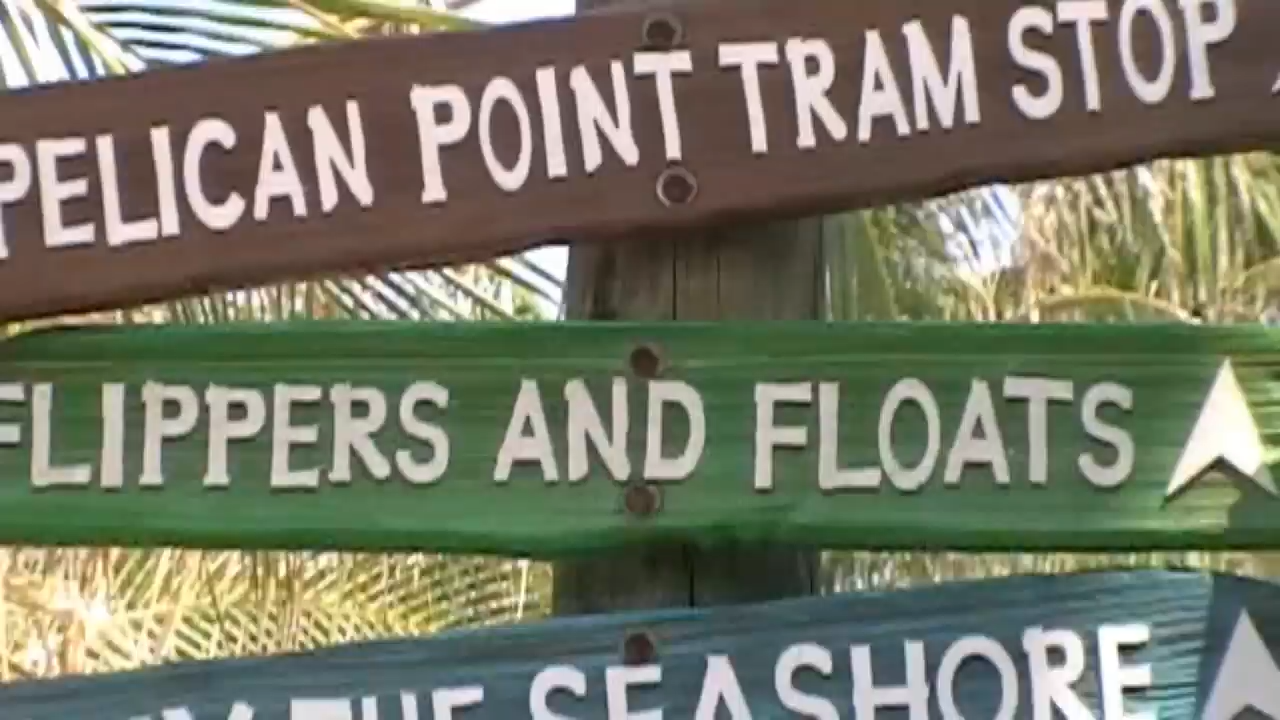 PELICAN POINT TRAM STOP
FLIPPERS AND FLOATS
THE SEASHORE